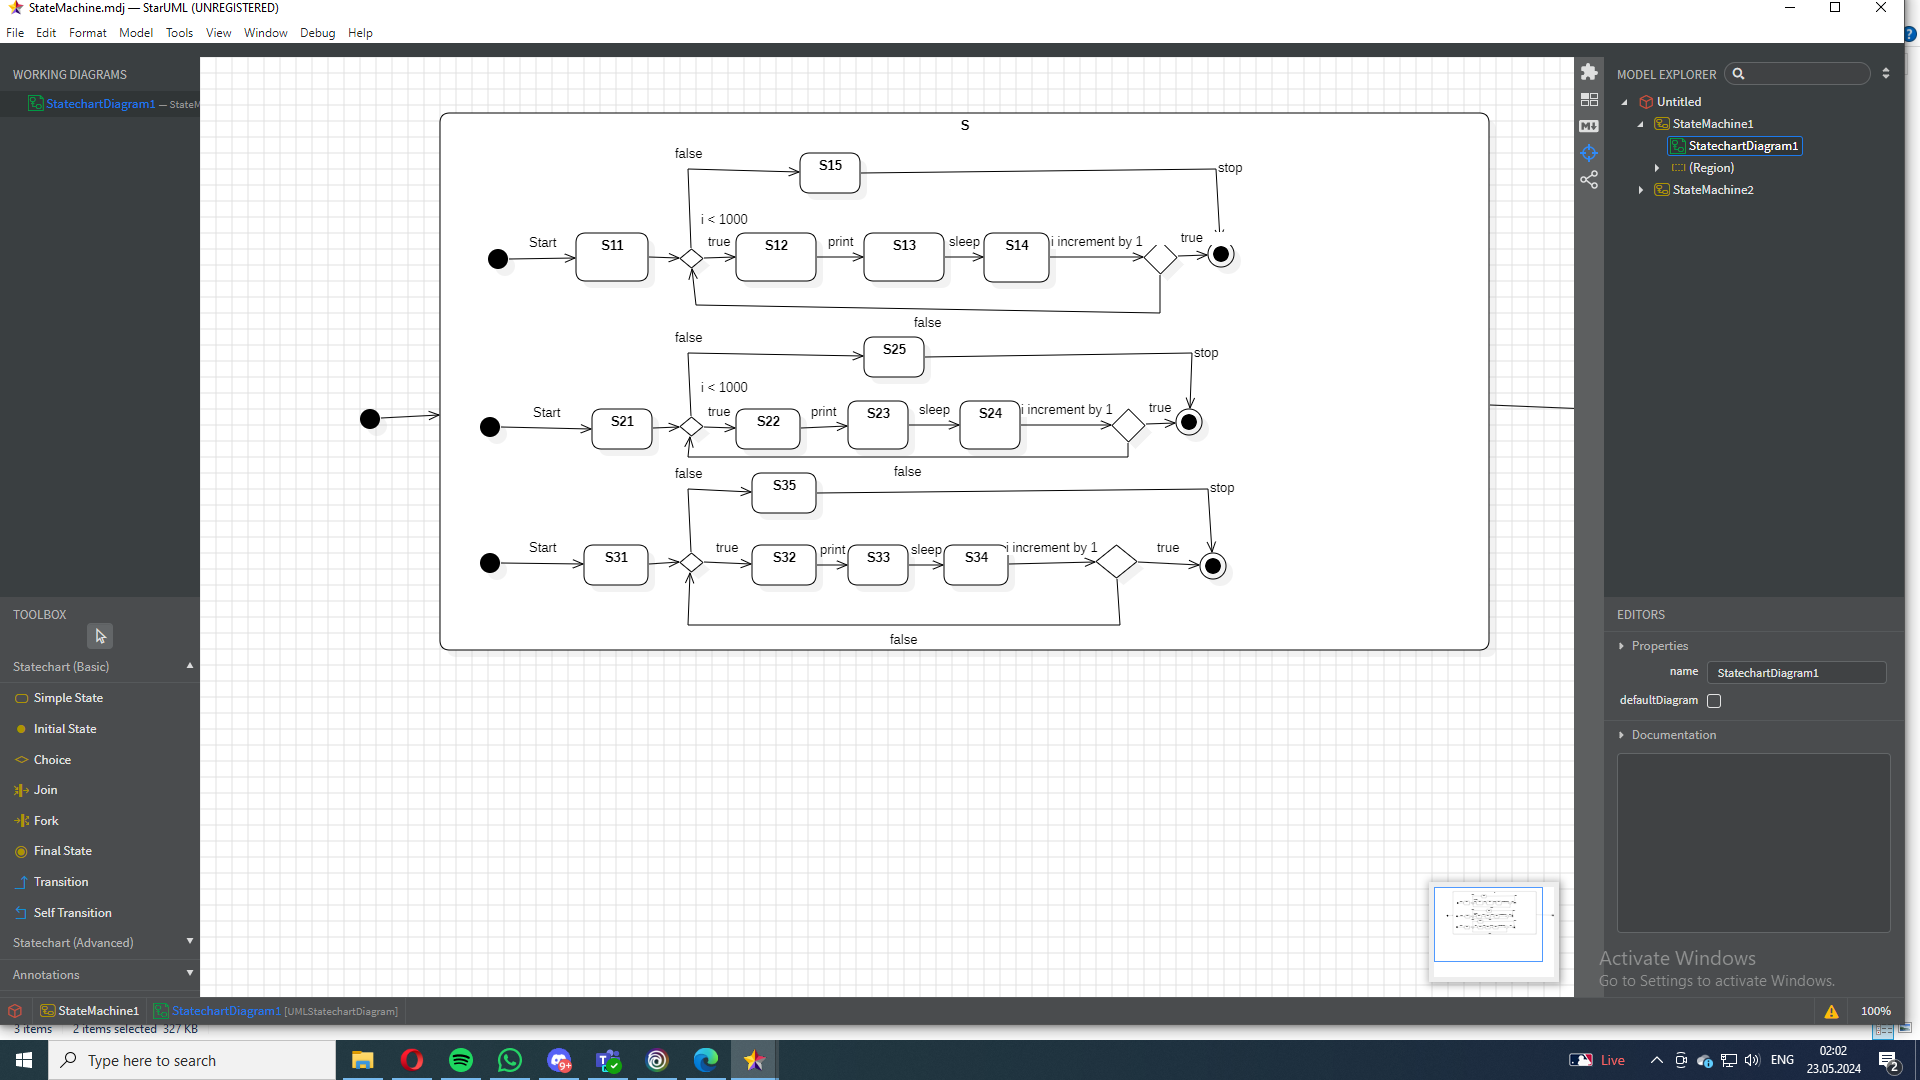 StateMachine.mdj — StarUML (UNREGISTERED)
File Edit Format Model Tools View Window Debug Help
WORKING DIAGRAMS
StatechartDiagram1 — StateM
S
false
S15
stop
i < 1000
Start
S11
true
S12
print
S13
sleep
S14
i increment by 1
true
false
false
S25
stop
i < 1000
Start
S21
true
S22
print
S23
sleep
S24
i increment by 1
true
false
false
S35
stop
Start
S31
true
S32
print
S33
sleep
S34
i increment by 1
true
false
MODEL EXPLORER
Untitled
StateMachine1
StatechartDiagram1
(Region)
StateMachine2
TOOLBOX
Statechart (Basic)
Simple State
Initial State
Choice
Join
Fork
Final State
Transition
Self Transition
Statechart (Advanced)
Annotations
EDITORS
Properties
name StatechartDiagram1
defaultDiagram
Documentation
Activate Windows
Go to Settings to activate Windows.
StateMachine1 StatechartDiagram1 [UMLStatechartDiagram]
100%
3 items 2 items selected 327 KB
Type here to search
9+
Live
ENG
02:02
23.05.2024
2